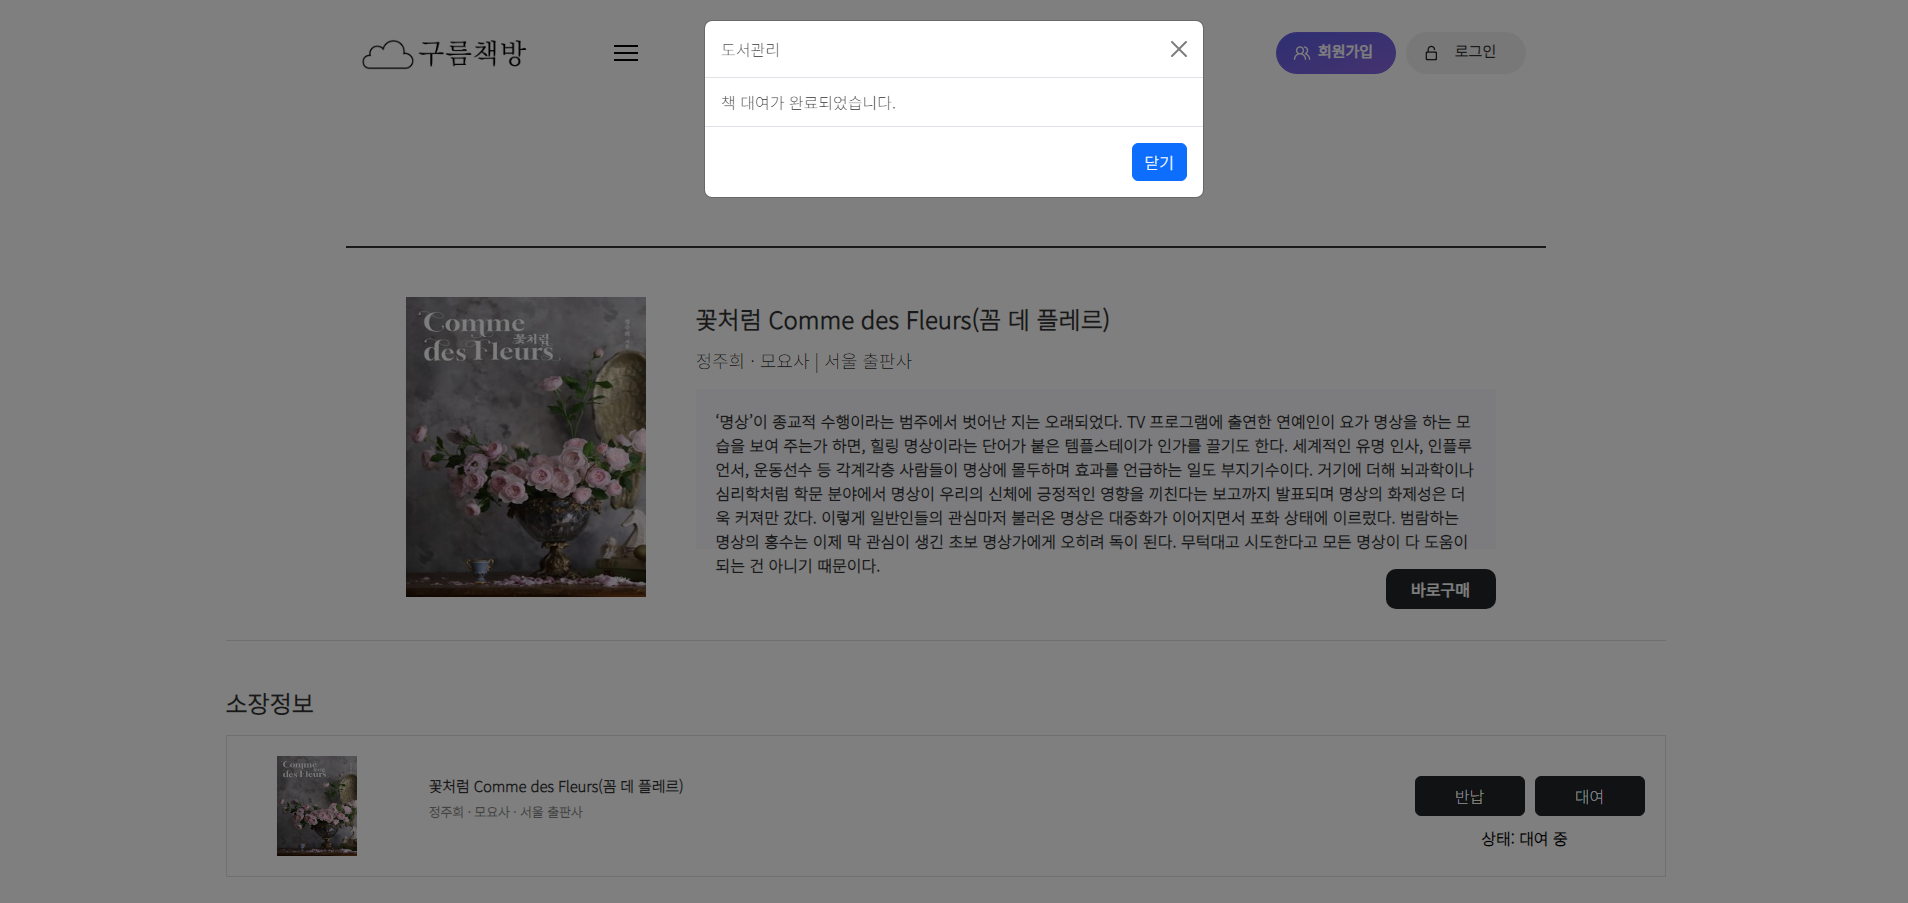 구름책방
회원가입
로그인
도서관리
책 대여가 완료되었습니다.
닫기
Comme
꽃처럼
des Fleurs
꽃처럼 Comme des Fleurs(꼼 데 플레르)
정주희 · 모요사 | 서울 출판사
‘명상’이 종교적 수행이라는 범주에서 벗어난 지는 오래되었다. TV 프로그램에 출연한 연예인이 요가 명상을 하는 모
습을 보여 주는가 하면, 힐링 명상이라는 단어가 붙은 템플스테이가 인가를 끌기도 한다. 세계적인 유명 인사, 인플루
언서, 운동선수 등 각계각층 사람들이 명상에 몰두하며 효과를 언급하는 일도 부지기수이다. 거기에 더해 뇌과학이나
심리학처럼 학문 분야에서 명상이 우리의 신체에 긍정적인 영향을 끼친다는 보고까지 발표되며 명상의 화제성은 더
욱 커져만 갔다. 이렇게 일반인들의 관심마저 불러온 명상은 대중화가 이어지면서 포화 상태에 이르렀다. 범람하는
명상의 홍수는 이제 막 관심이 생긴 초보 명상가에게 오히려 독이 된다. 무턱대고 시도한다고 모든 명상이 다 도움이
되는 건 아니기 때문이다.
바로구매
소장정보
Comme
des Fleurs
꽃처럼 Comme des Fleurs(꼼 데 플레르)
정주희 · 모요사 · 서울 출판사
반납
대여
상태: 대여 중